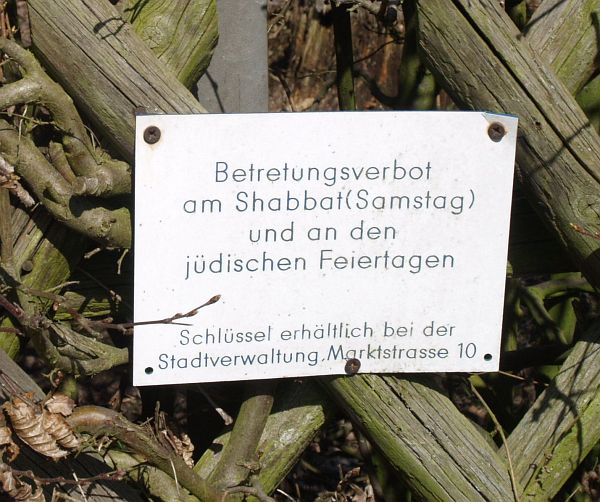 Betretungsverbot
am Shabbat(Samstag)
und an den
jüdischen Feiertagen
Schlüssel erhältlich bei der
Stadtverwaltung, Marktstrasse 10